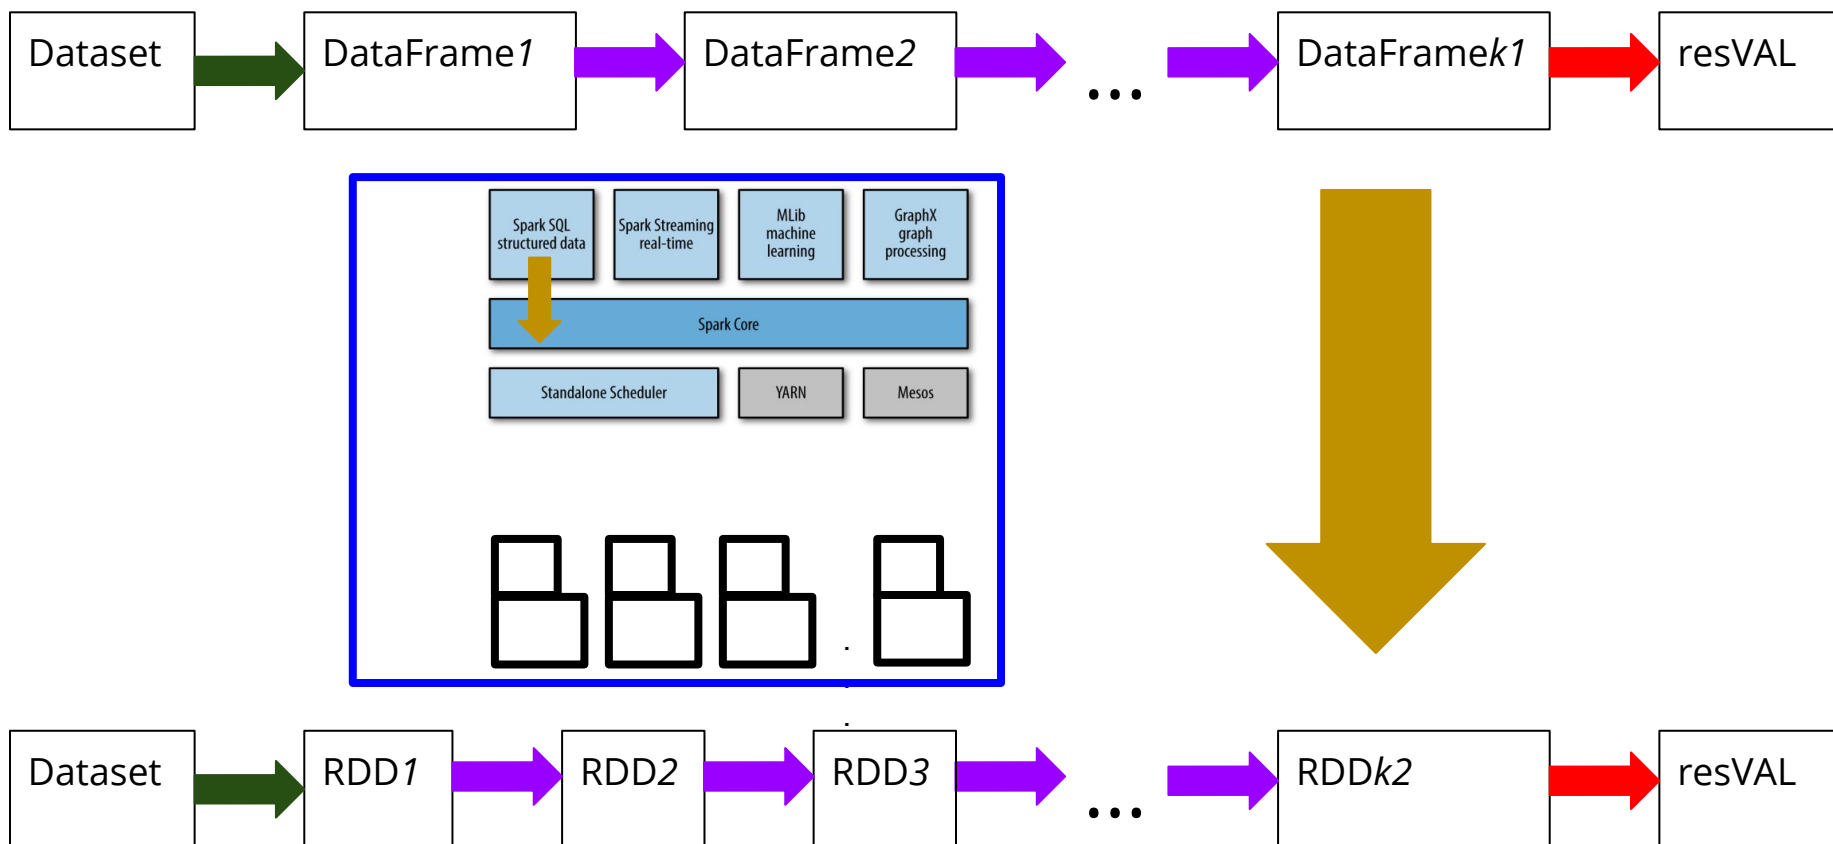 Dataset
DataFrame1
DataFrame2
...
DataFramek1
resVAL
Spark SQL
structured data
Spark Streaming
real-time
MLib
machine
learning
GraphX
graph
processing
Spark Core
Standalone Scheduler
YARN
Mesos
Dataset
RDD1
RDD2
RDD3
...
RDDk2
resVAL